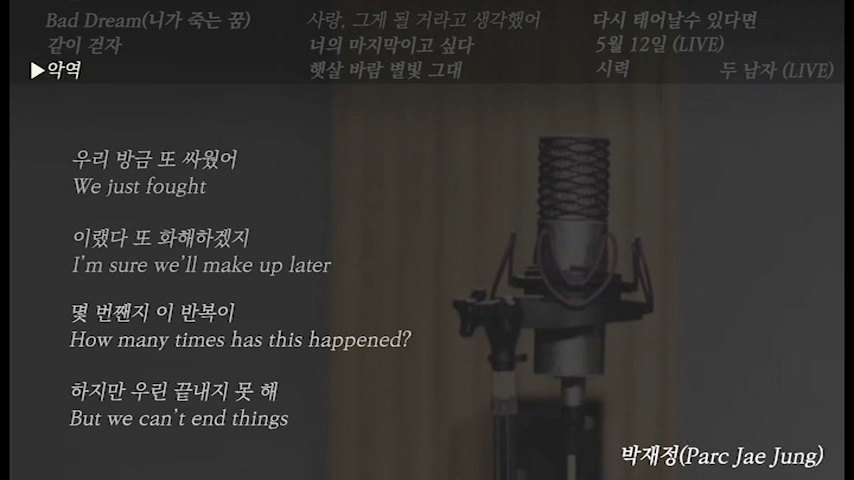 Bad Dream(니가 죽는 꿈)
같이 걷자
▶악역
사랑, 그게 될 거라고 생각했어
너의 마지막이고 싶다
햇살 바람 별빛 그대
다시 태어날수 있다면
5월 12일 (LIVE)
시력 두 남자 (LIVE)
우리 방금 또 싸웠어
We just fought
이랬다 또 화해하겠지
I'm sure we'll make up later
몇 번짼지 이 반복이
How many times has this happened?
하지만 우린 끝내지 못 해
But we can't end things
박재정(Parc Jae Jung)